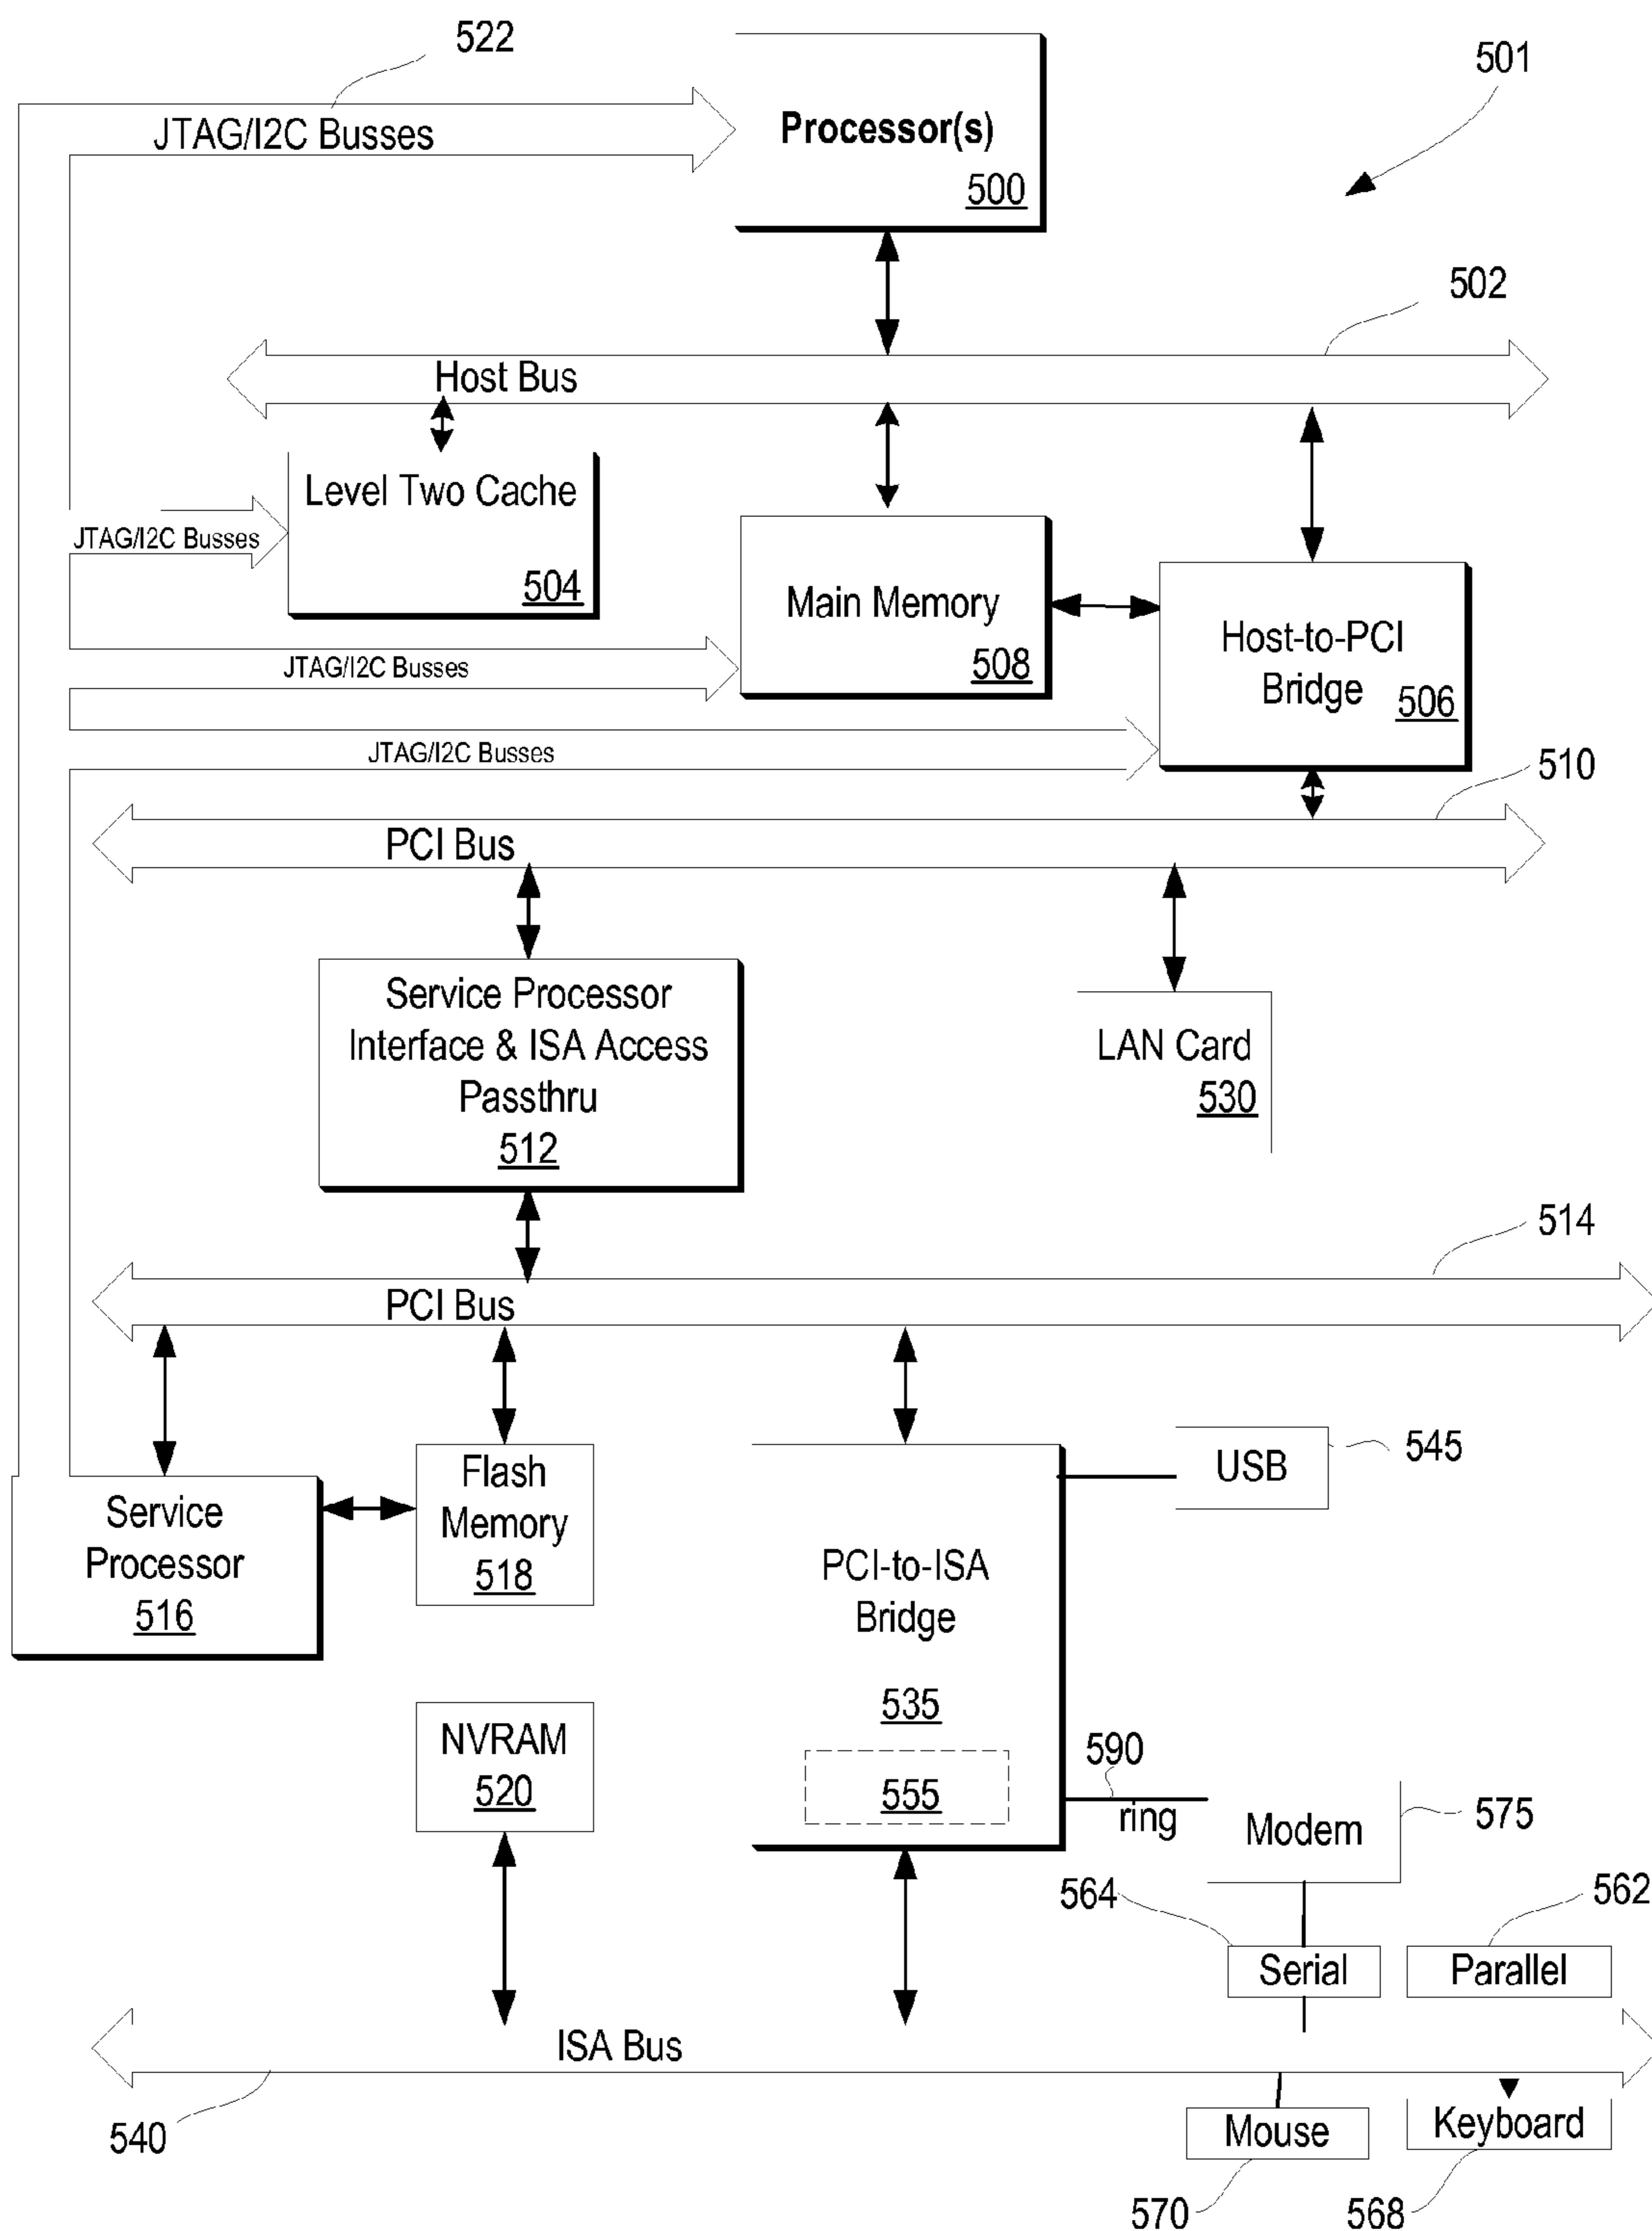 522
501
JTAG/I2C Busses
Processor(s)
500
502
Host Bus
Level Two Cache
504
JTAG/I2C Busses
Main Memory
508
Host-to-PCI
Bridge
506
JTAG/I2C Busses
JTAG/I2C Busses
510
PCI Bus
Service Processor
Interface & ISA Access
Passthru
512
LAN Card
530
514
PCI Bus
Service
Processor
516
Flash
Memory
518
USB
545
PCI-to-ISA
Bridge
535
555
NVRAM
520
590
ring
Modem
575
564
562
Serial
Parallel
ISA Bus
540
Mouse
Keyboard
570
568